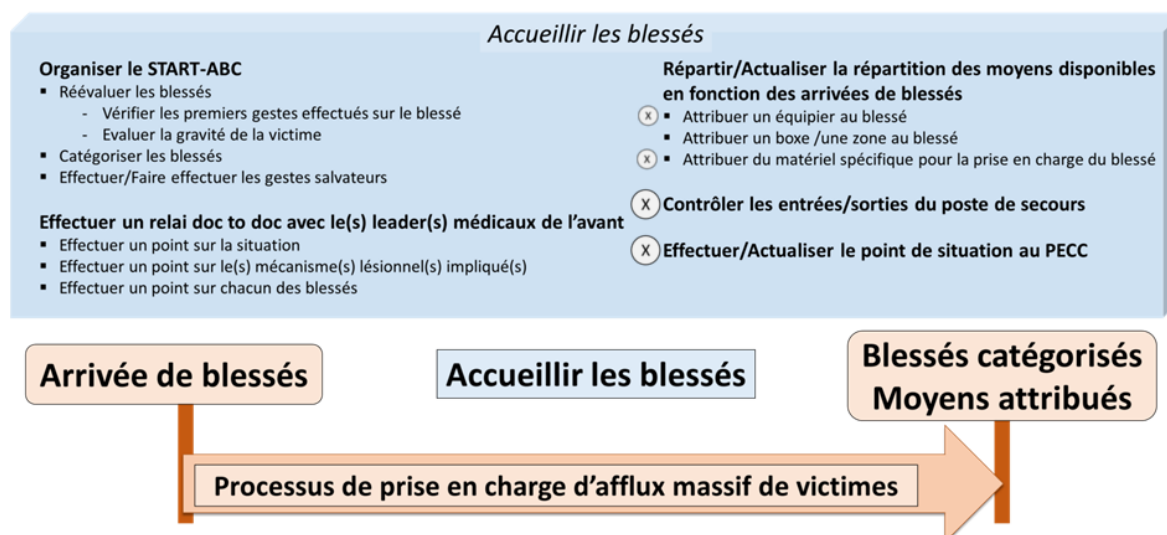 Accueillir les blessés
Organiser le START-ABC
▪ Réévaluer les blessés
- Vérifier les premiers gestes effectués sur le blessé
- Evaluer la gravité de la victime
▪ Catégoriser les blessés
▪ Effectuer/Faire effectuer les gestes salvateurs
Effectuer un relai doc to doc avec le(s) leader(s) médicaux de l’avant
▪ Effectuer un point sur la situation
▪ Effectuer un point sur le(s) mécanisme(s) lésionnel(s) impliqué(s)
▪ Effectuer un point sur chacun des blessés
Répartir/Actualiser la répartition des moyens disponibles
en fonction des arrivées de blessés
X ▪ Attribuer un équipier au blessé
▪ Attribuer un boxe /une zone au blessé
X ▪ Attribuer du matériel spécifique pour la prise en charge du blessé
X Contrôler les entrées/sorties du poste de secours
X Effectuer/Actualiser le point de situation au PECC
Arrivée de blessés
Accueillir les blessés
Blessés catégorisés
Moyens attribués
Processus de prise en charge d’afflux massif de victimes